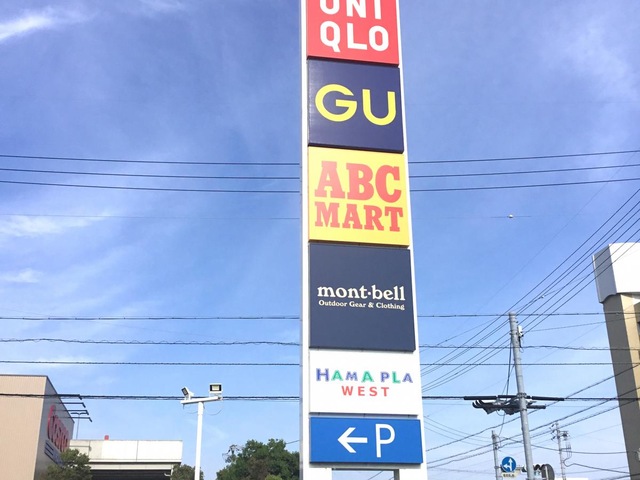 UNI
QLO
GU
ABC
MART
mont-bell
Outdoor Gear & Clothing
HAMA PLA
WEST
←P